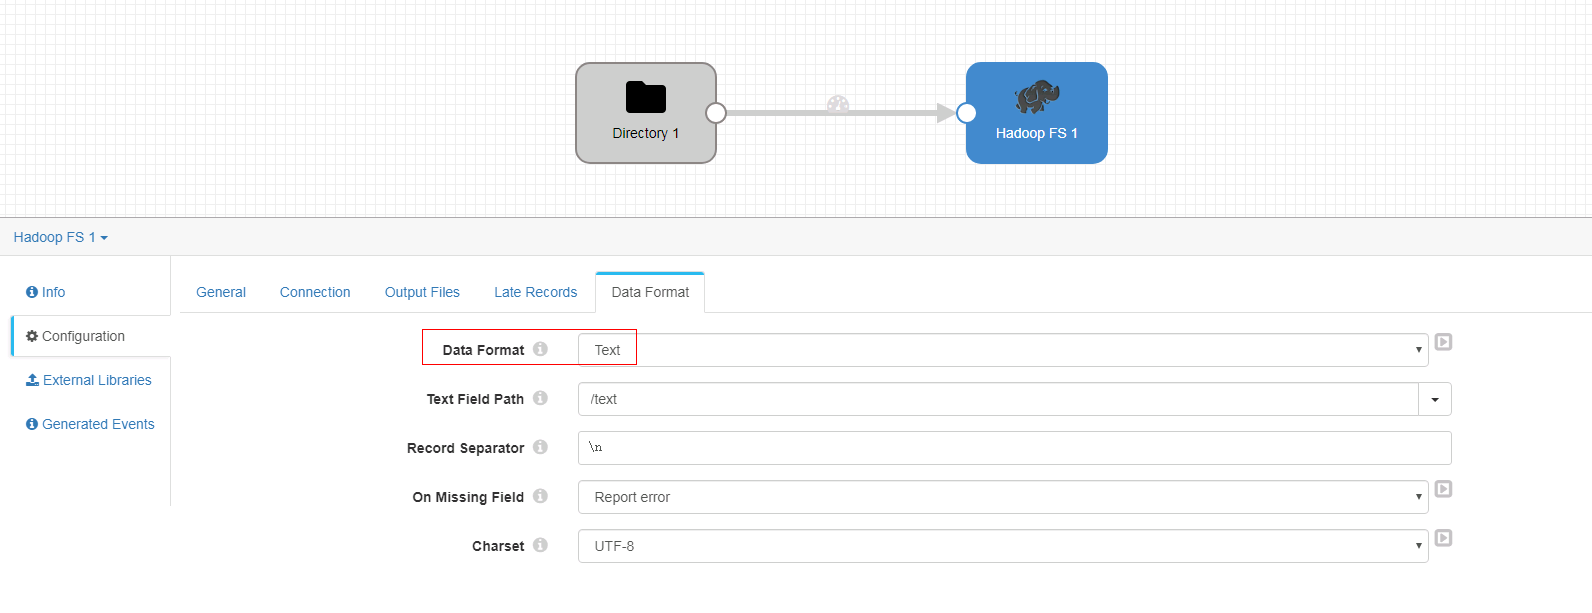 Directory 1
Hadoop FS 1
Hadoop FS 1
Info
Configuration
External Libraries
Generated Events
General Connection Output Files Late Records Data Format
Data Format Text
Text Field Path /text
Record Separator \n
On Missing Field Report error
Charset UTF-8